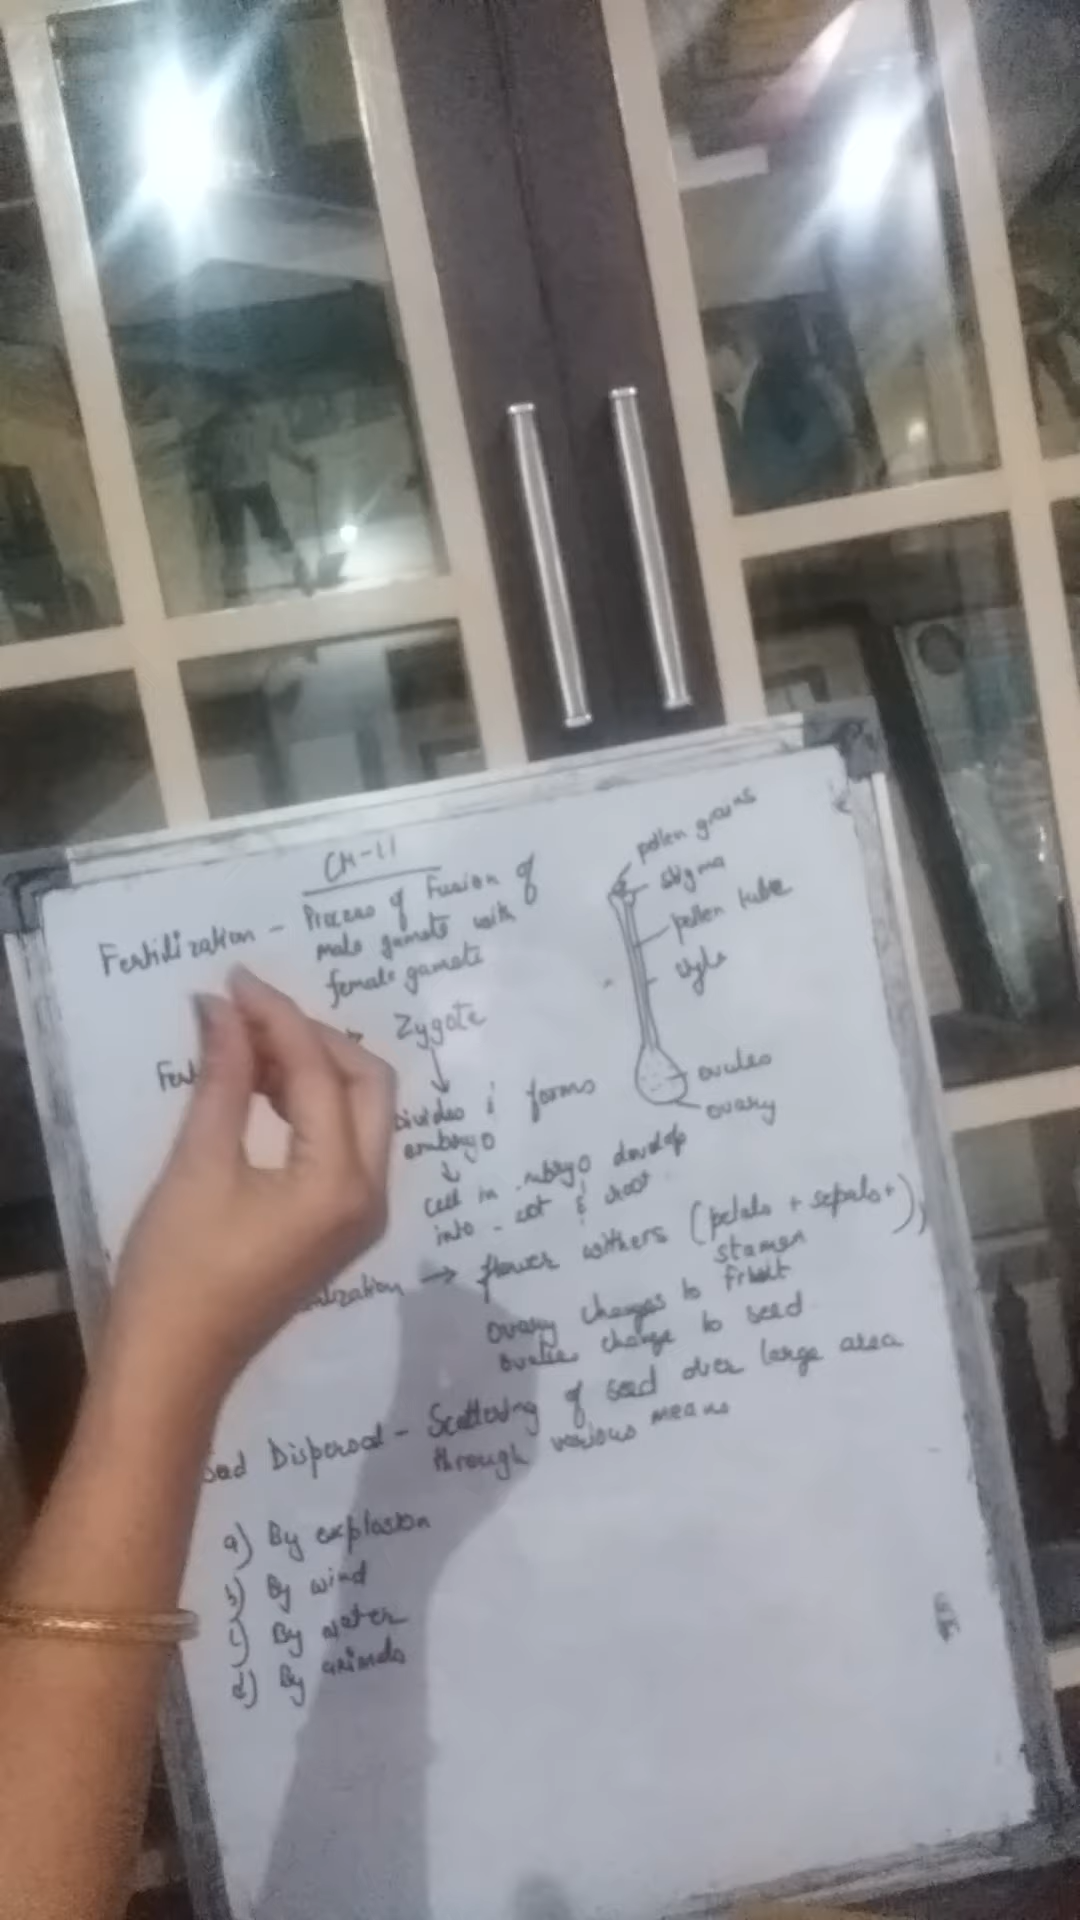 CH-11
Fertilization - Process of Fusion of
male gamete with
female gamete
Zygote
divides & forms
embryo
cell in embryo develop
into - root & shoot
flower withers (petals + sepals +
stamen
ovary changes to fruit
ovules change to seed
Seed Dispersal - Scattering of seed over large area
through various means
a) By explosion
b) By wind
c) By water
d) By animals
pollen grains
stigma
pollen tube
style
ovules
ovary